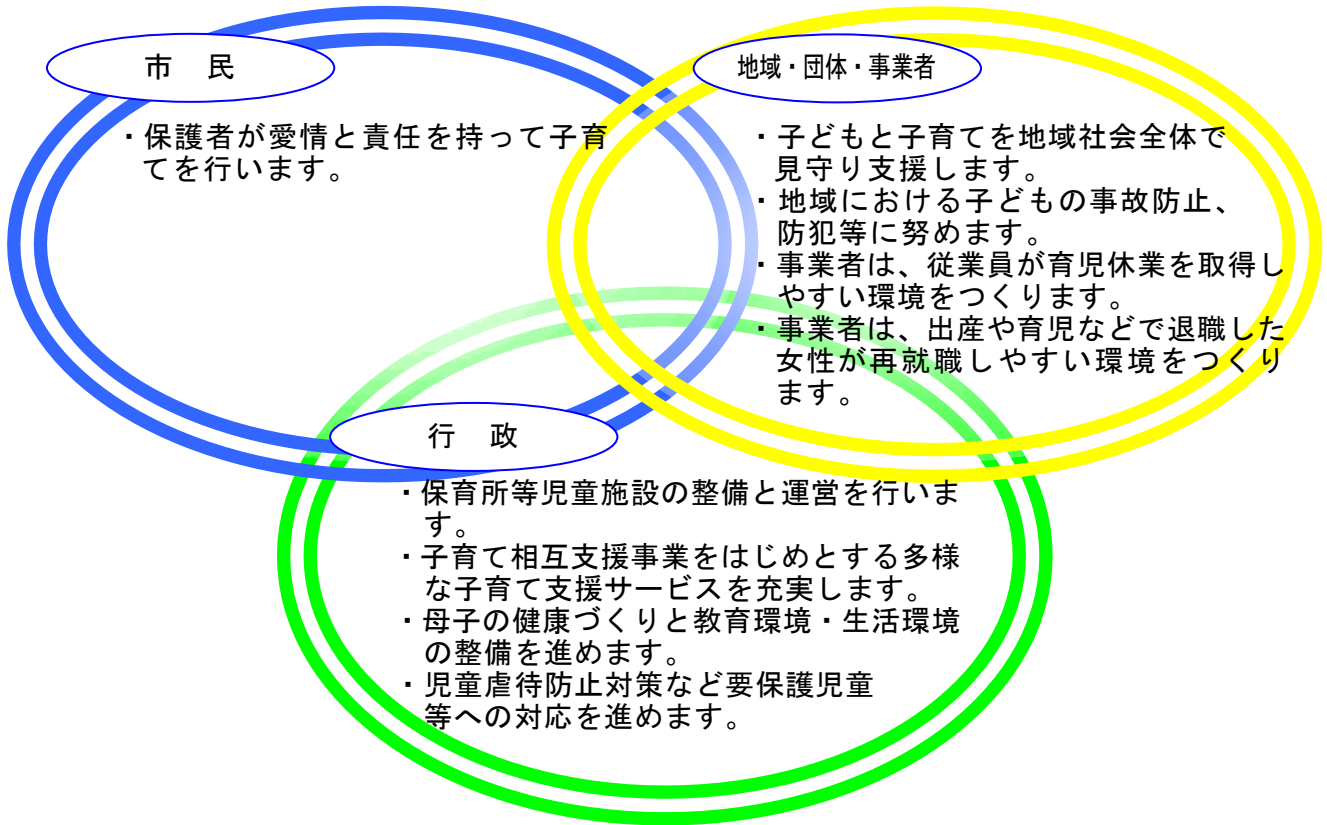 市　民
・保護者が愛情と責任を持って子育
てを行います。
地域・団体・事業者
・子どもと子育てを地域社会全体で
見守り支援します。
・地域における子どもの事故防止、
防犯等に努めます。
・事業者は、従業員が育児休業を取得し
やすい環境をつくります。
・事業者は、出産や育児などで退職した
女性が再就職しやすい環境をつくり
ます。
行　政
・保育所等児童施設の整備と運営を行いま
す。
・子育て相互支援事業をはじめとする多様
な子育て支援サービスを充実します。
・母子の健康づくりと教育環境・生活環境
の整備を進めます。
・児童虐待防止対策など要保護児童
等への対応を進めます。